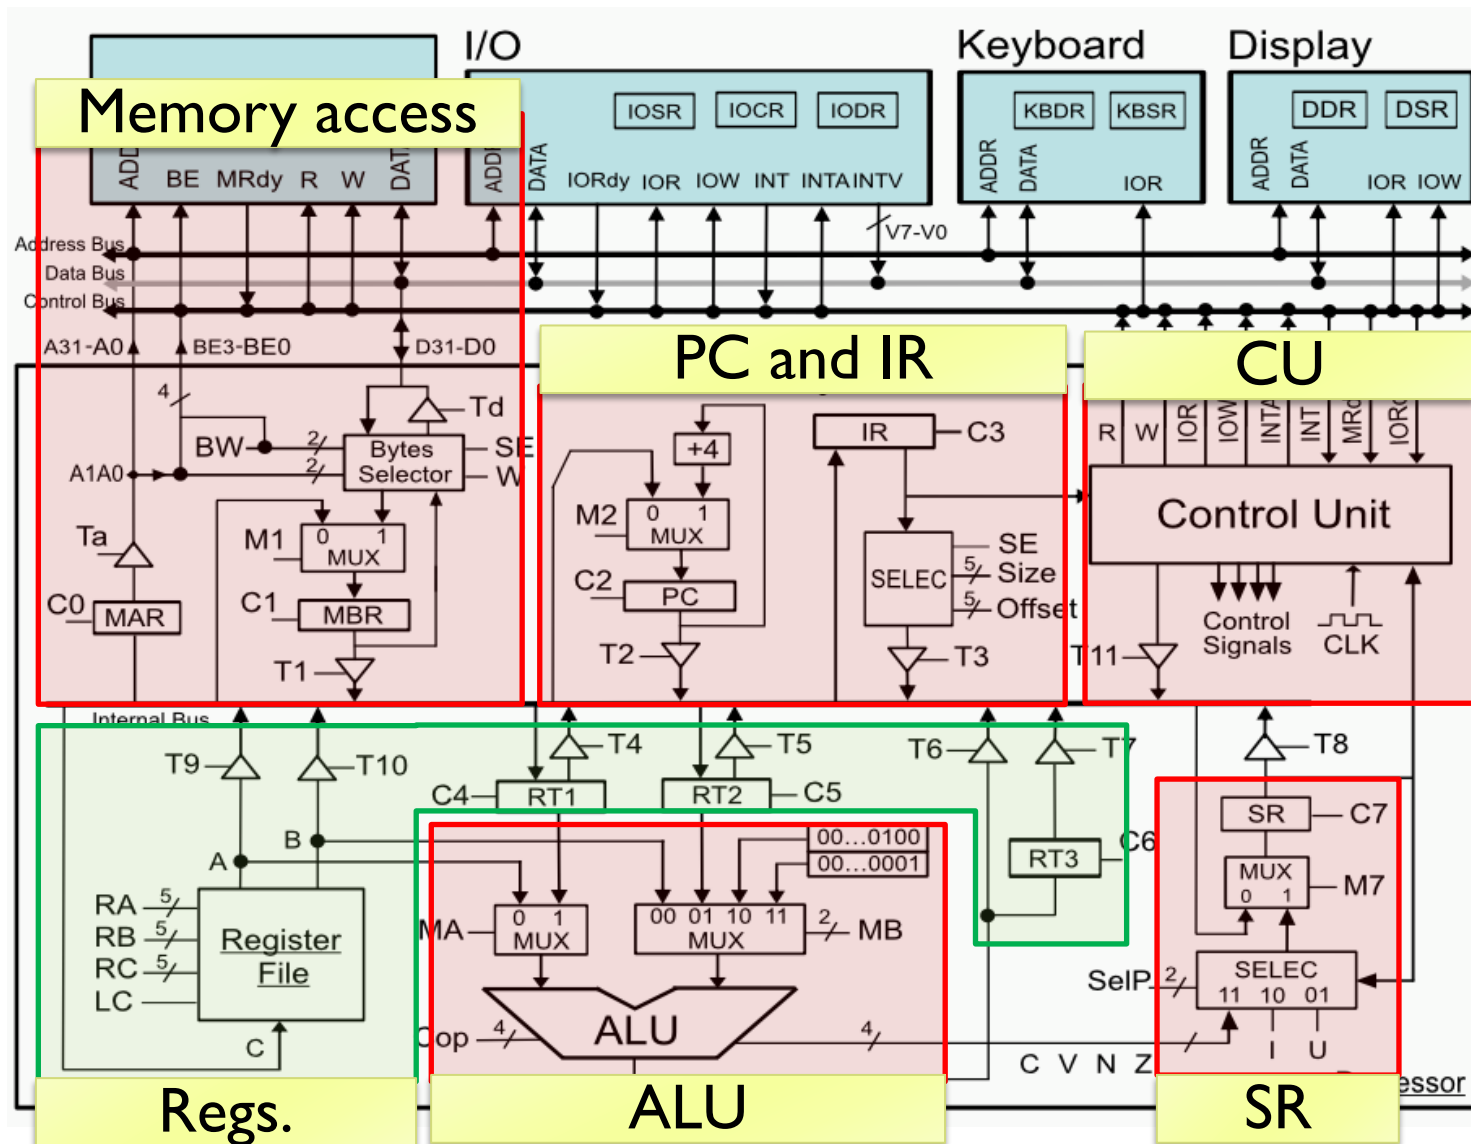 I/O
Keyboard
Display
Memory access
IOSR
IOCR
IODR
KBDR
KBSR
DDR
DSR
BE
MRdy
R
W
DATA
ADDR
DATA
IORdy
IOR
IOW
INT
INTA
INTV
ADDR
DATA
IOR
ADDR
DATA
IOR
IOW
V7-V0
Address Bus
Data Bus
Control Bus
A31-A0
BE3-BE0
D31-D0
PC and IR
CU
4
Td
BW
2
2
Bytes
Selector
SE
W
A1A0
Ta
M1
0 1
MUX
C0
MAR
C1
MBR
T1
+4
M2
0 1
MUX
C2
PC
T2
IR
C3
SELEC
SE
5
Size
5
Offset
T3
R
W
IOR
IOW
INTA
INT
Control Unit
Control
Signals
CLK
T11
Internal Bus
T9
T10
T4
T5
T6
T7
T8
C4
RT1
RT2
C5
RT3
C6
SR
C7
MUX
0 1
M7
A
B
00...0100
00...0001
RA
5
RB
5
RC
5
LC
Register
File
C
MA
0 1
MUX
00 01 10 11
MUX
2
MB
Cop
4
ALU
4
C V N Z
SelP
2
SELEC
11 10 01
I U
Regs.
ALU
SR